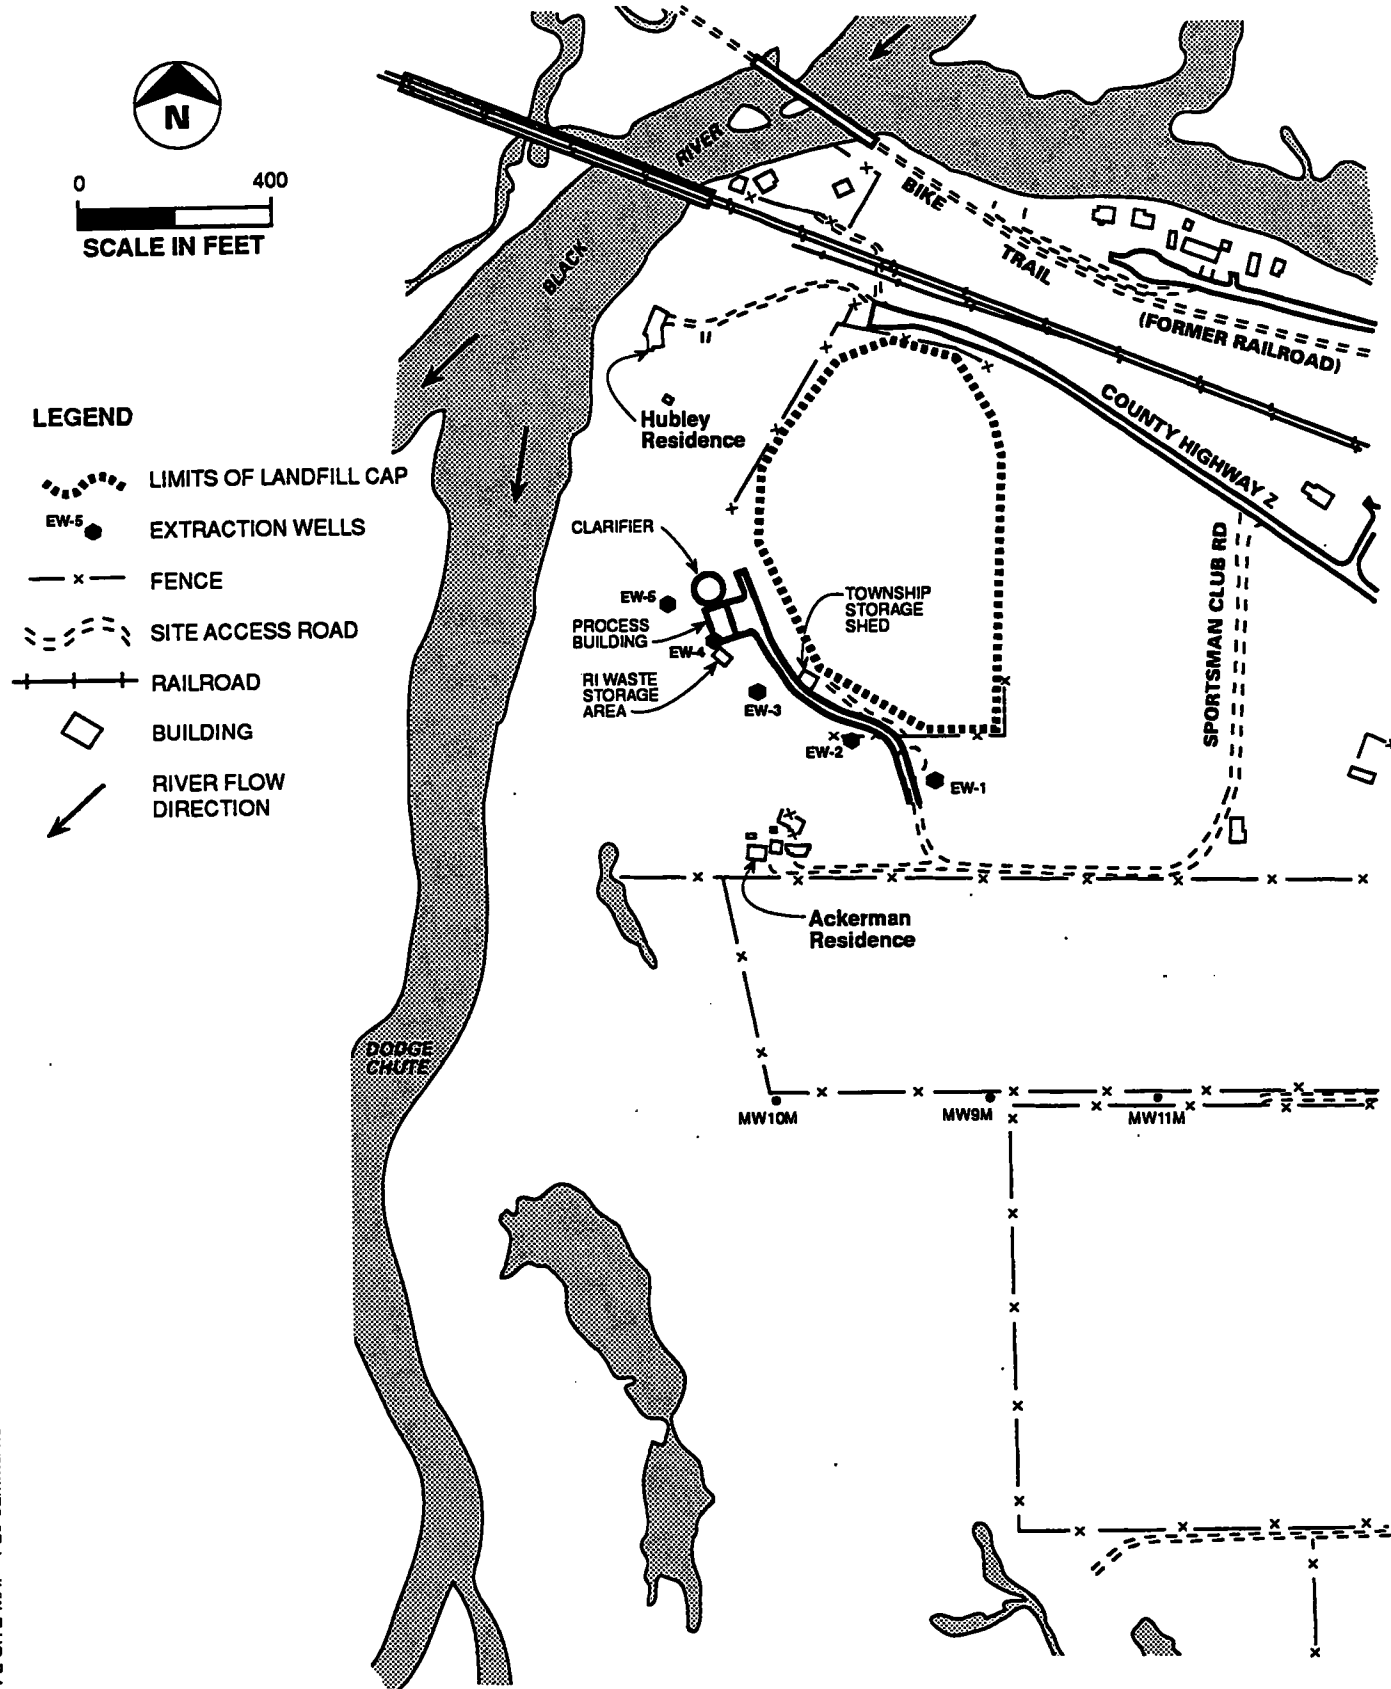 N
0 400
SCALE IN FEET
RIVER
BLACK
BIKE
TRAIL
(FORMER RAILROAD)
COUNTY HIGHWAY Z
SPORTSMAN CLUB RD
Hubley
Residence
LEGEND
LIMITS OF LANDFILL CAP
EW-5
EXTRACTION WELLS
FENCE
SITE ACCESS ROAD
RAILROAD
BUILDING
RIVER FLOW
DIRECTION
CLARIFIER
EW-5
PROCESS
BUILDING
EW-4
RI WASTE
STORAGE
AREA
TOWNSHIP
STORAGE
SHED
EW-3
EW-2
EW-1
Ackerman
Residence
DODGE
CHUTE
MW10M
MW9M
MW11M